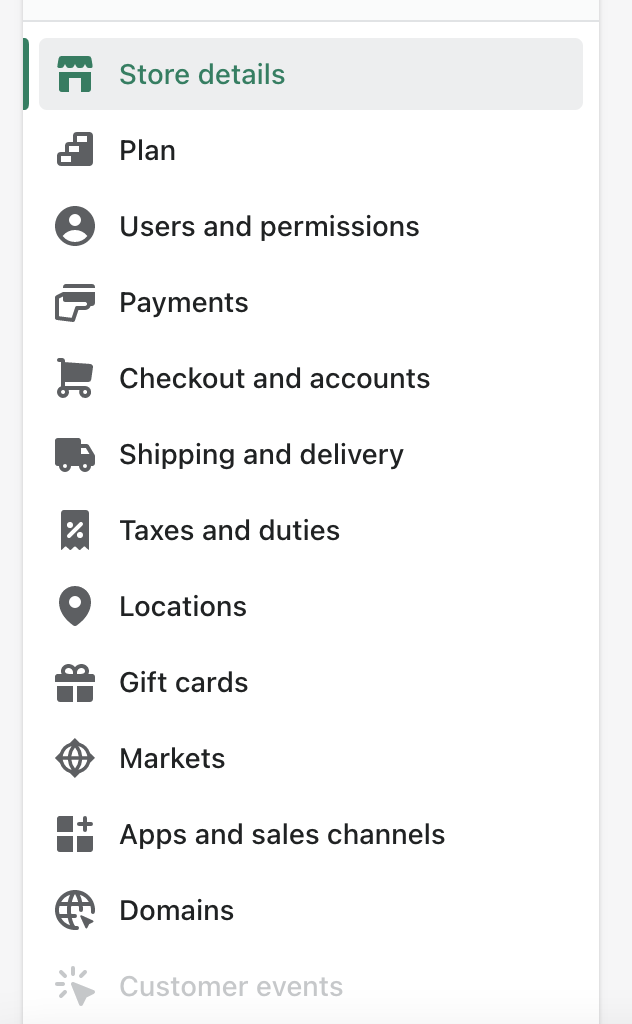 Store details
Plan
Users and permissions
Payments
Checkout and accounts
Shipping and delivery
Taxes and duties
Locations
Gift cards
Markets
Apps and sales channels
Domains
Customer events